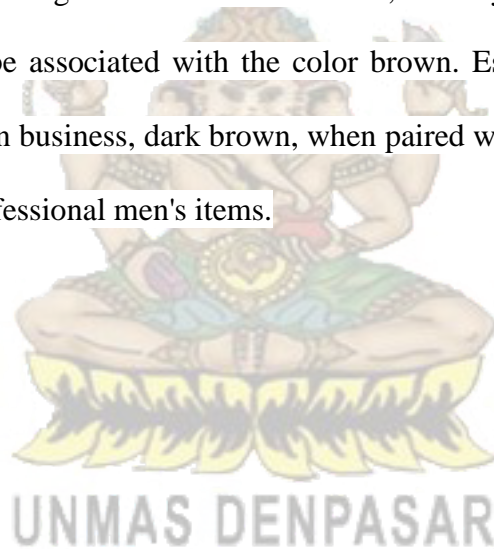 be associated with the color brown. Es
n business, dark brown, when paired w
fessional men's items.
UNMAS DENPASAR